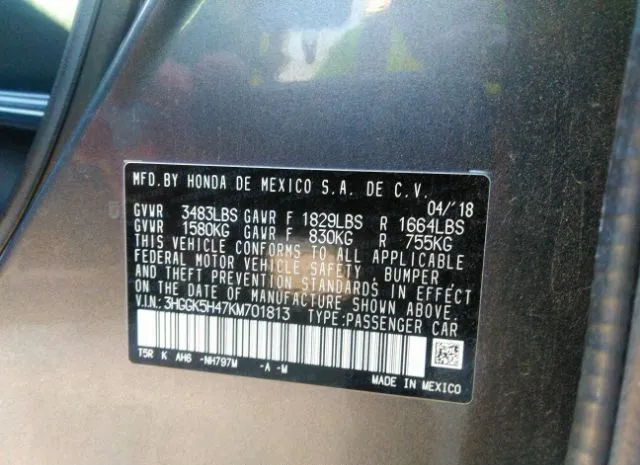 MFD.BY HONDA DE MEXICO S.A. DE C.V.
04/'18
GVWR 3483LBS GAWR F 1829LBS R 1664LBS
GVWR 1580KG GAWR F 830KG R 755KG
THIS VEHICLE CONFORMS TO ALL APPLICABLE
FEDERAL MOTOR VEHICLE SAFETY, BUMPER,
AND THEFT PREVENTION STANDARDS IN EFFECT
ON THE DATE OF MANUFACTURE SHOWN ABOVE.
V.I.N.: 3HGGK5H47KM701813 TYPE:PASSENGER CAR
T5R K AH6 -NH797M -A -M
MADE IN MEXICO